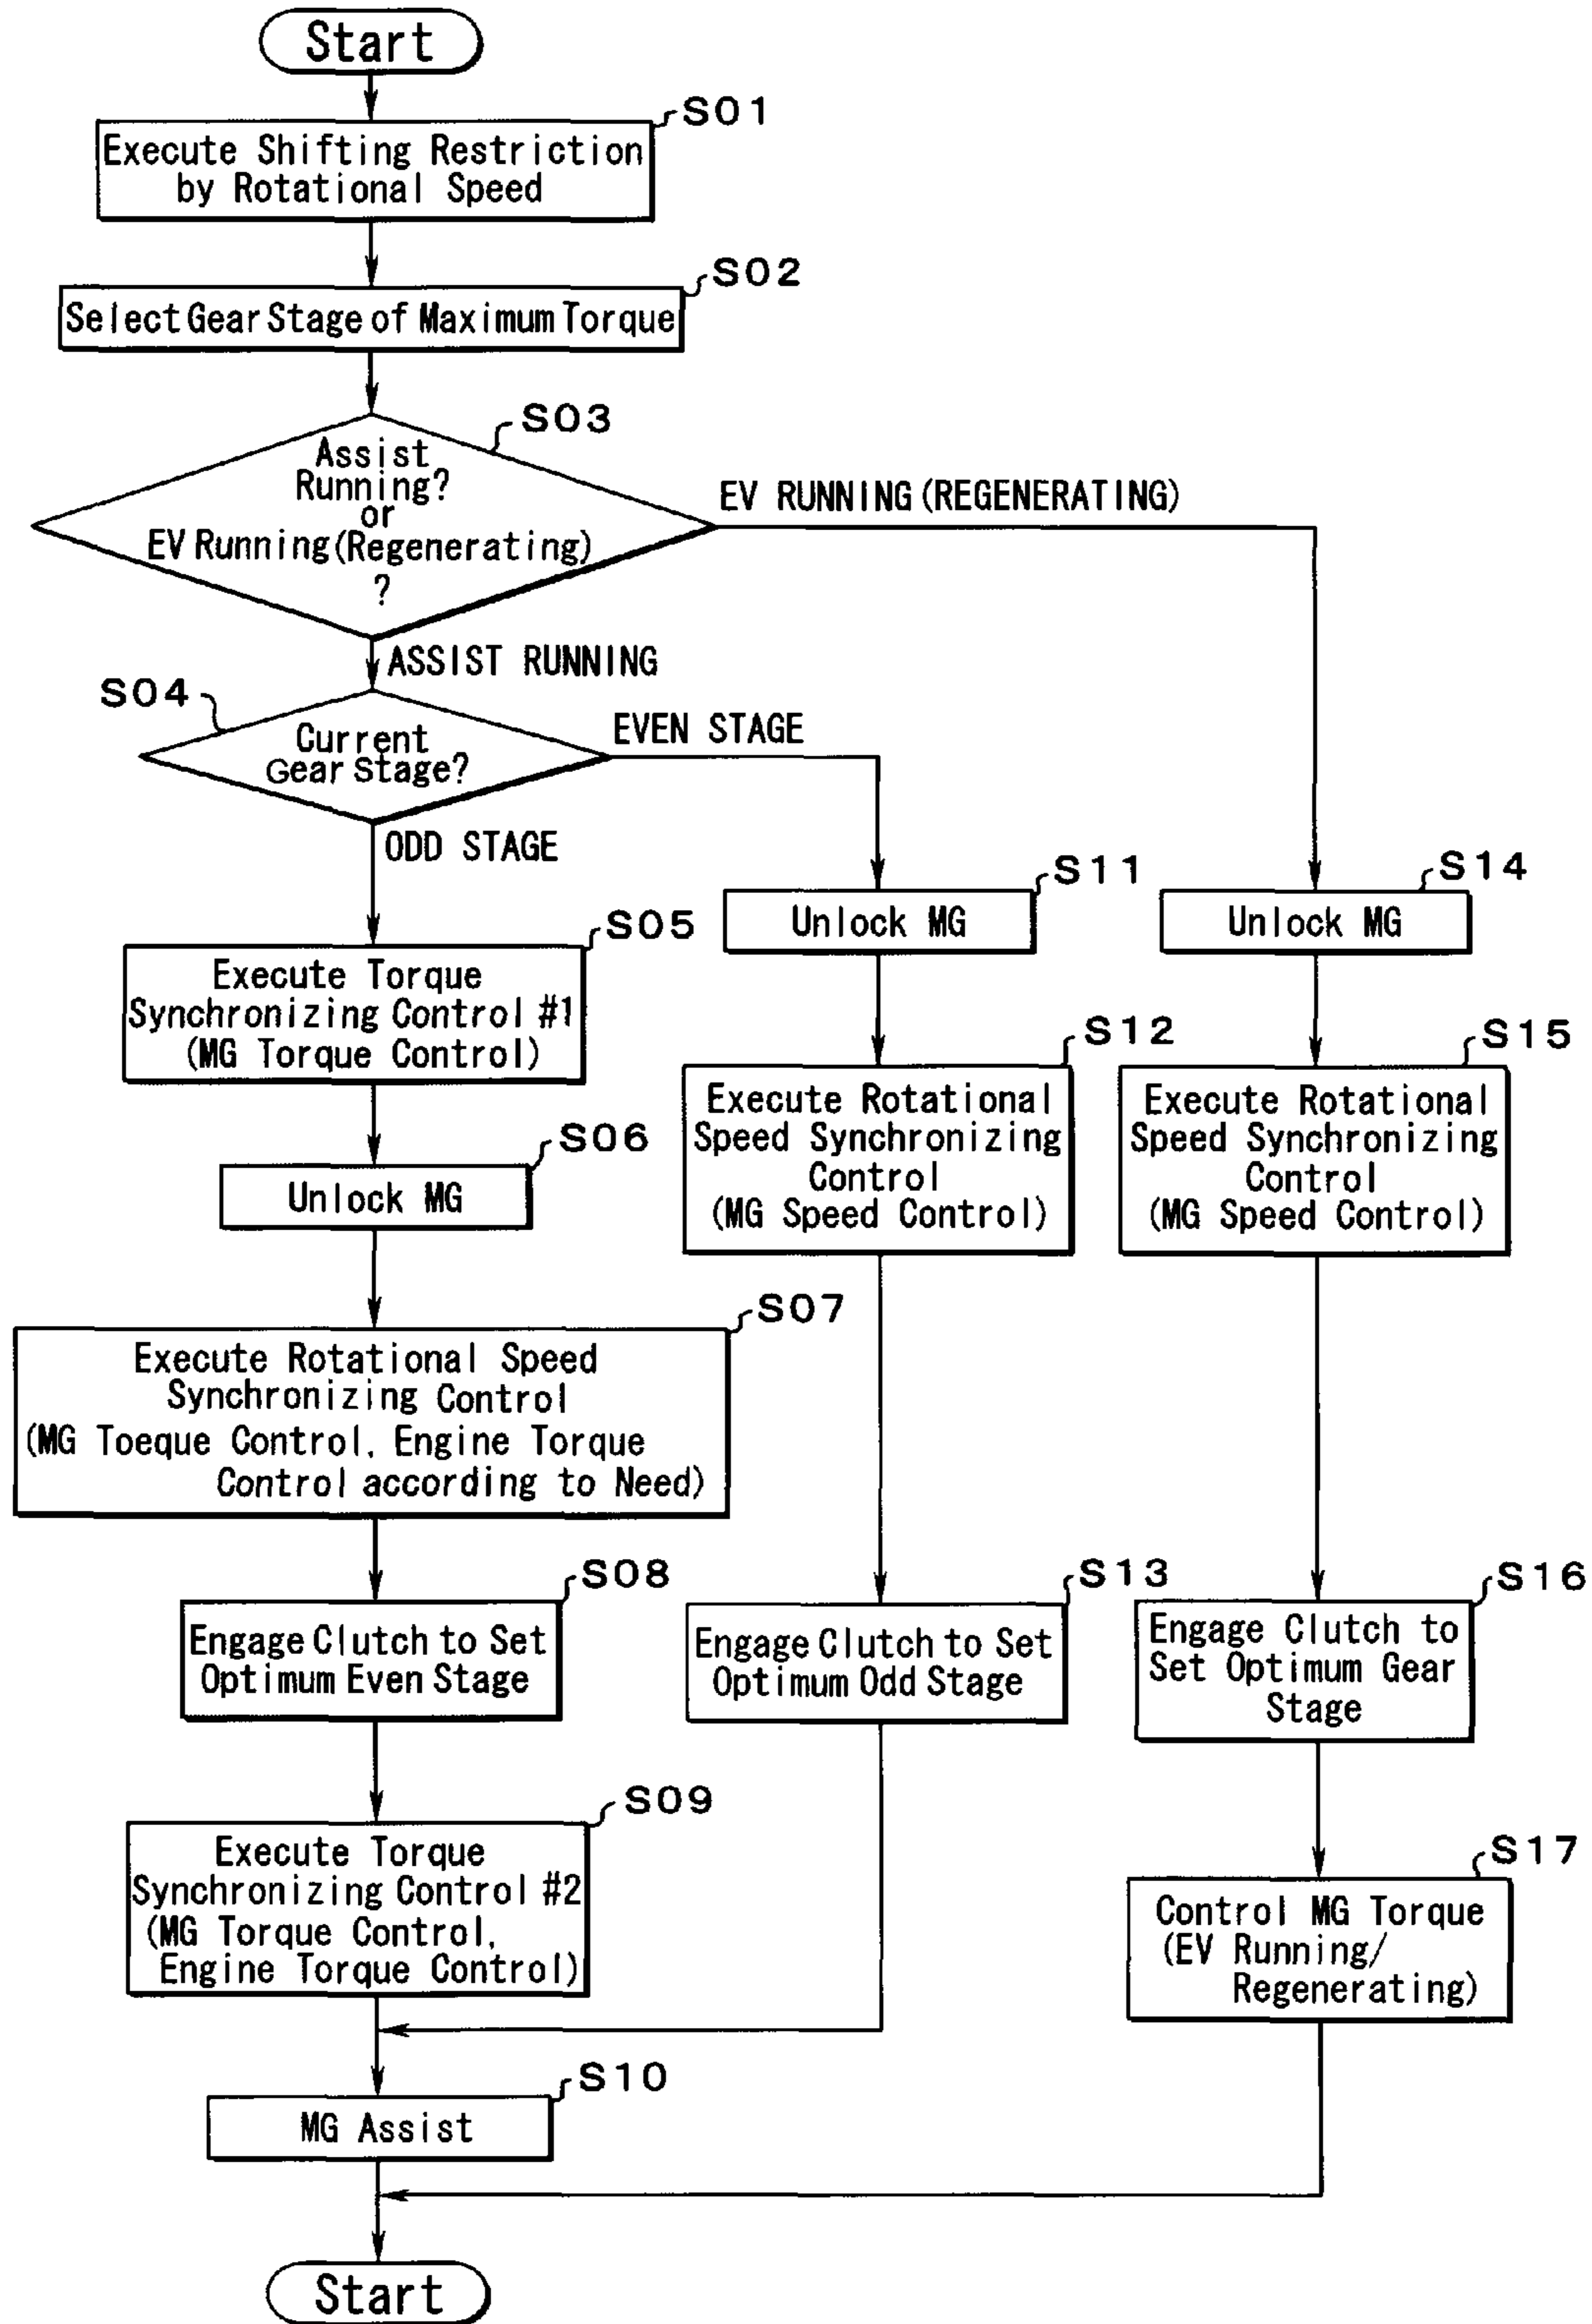 Start
S01
Execute Shifting Restriction
by Rotational Speed
S02
Select Gear Stage of Maximum Torque
S03
Assist
Running?
or
EV Running(Regenerating)
?
EV RUNNING(REGENERATING)
ASSIST RUNNING
S04
Current
Gear Stage?
EVEN STAGE
ODD STAGE
S05
Execute Torque
Synchronizing Control #1
(MG Torque Control)
S06
Unlock MG
S07
Execute Rotational Speed
Synchronizing Control
(MG Toeque Control, Engine Torque
Control according to Need)
S08
Engage Clutch to Set
Optimum Even Stage
S09
Execute Torque
Synchronizing Control #2
(MG Torque Control,
Engine Torque Control)
S10
MG Assist
S11
Unlock MG
S12
Execute Rotational
Speed Synchronizing
Control
(MG Speed Control)
S13
Engage Clutch to Set
Optimum Odd Stage
S14
Unlock MG
S15
Execute Rotational
Speed Synchronizing
Control
(MG Speed Control)
S16
Engage Clutch to
Set Optimum Gear
Stage
S17
Control MG Torque
(EV Running/
Regenerating)
Start